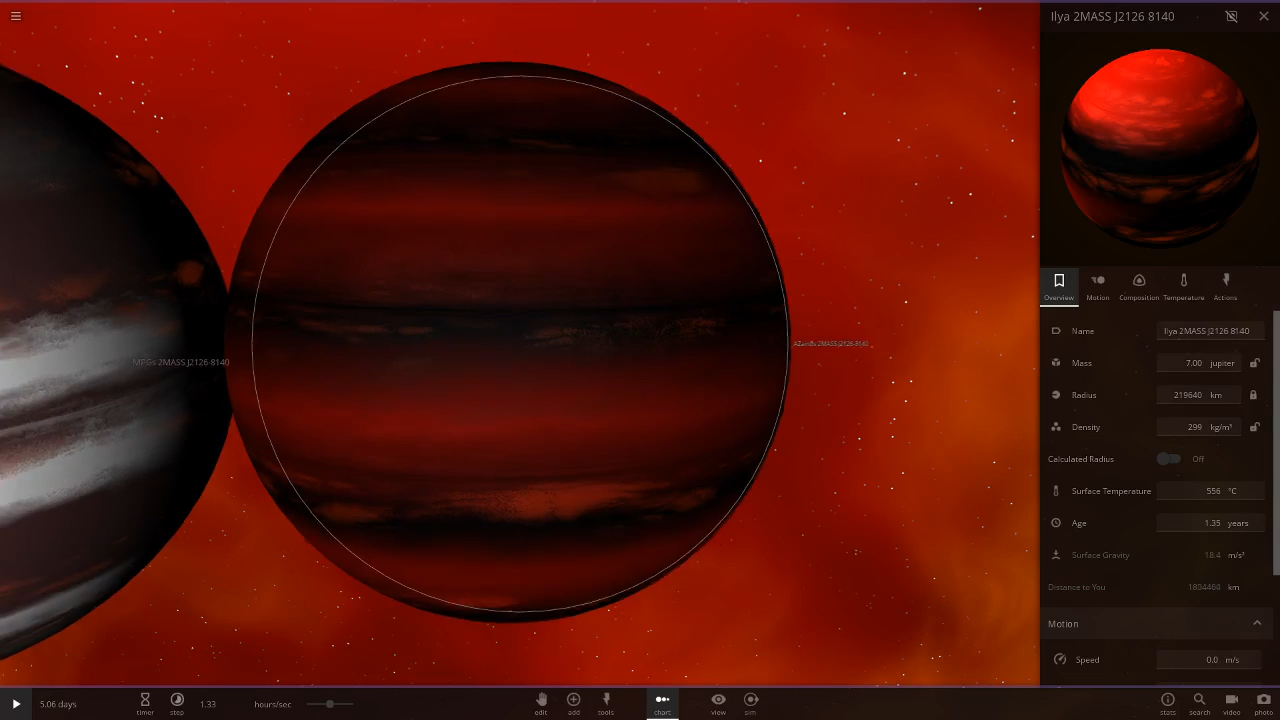 Ilya 2MASS J2126 8140
Overview
Motion
Composition
Temperature
Actions
Name
Ilya 2MASS J2126 8140
Mass
7.00 jupiter
Radius
219640 km
Density
299 kg/m³
Calculated Radius
Off
Surface Temperature
556 °C
Age
1.35 years
Surface Gravity
18.4 m/s²
Distance to You
km
Motion
Speed
0.0 m/s
MPGs 2MASS J2126-8140
2MASS J2126-8140
5.06 days
timer
step
1.33 hours/sec
edit
add
tools
chart
view
sim
stats
search
video
photo